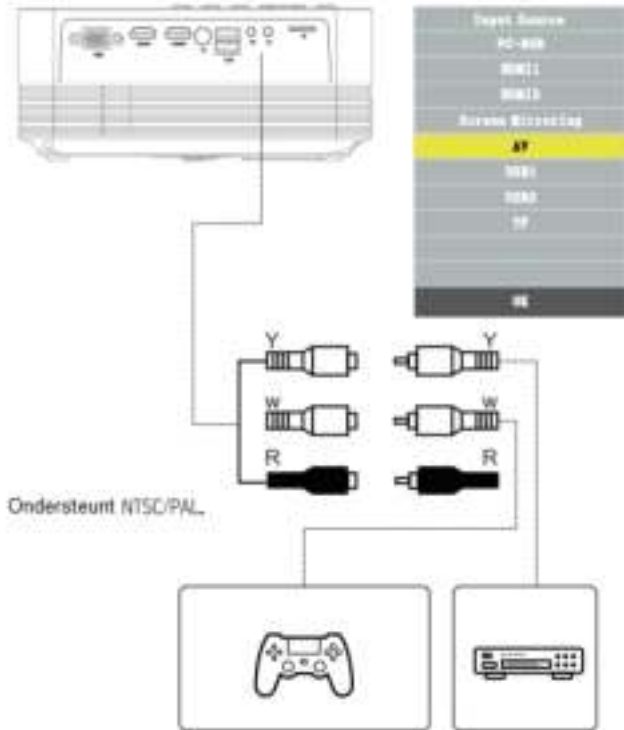 Input Source
PC-RGB
HDMI1
HDMI2
Screen Mirroring
AV
USB1
USB2
TF
OK
Y
Y
W
W
R
R
Ondersteunt NTSC/PAL.